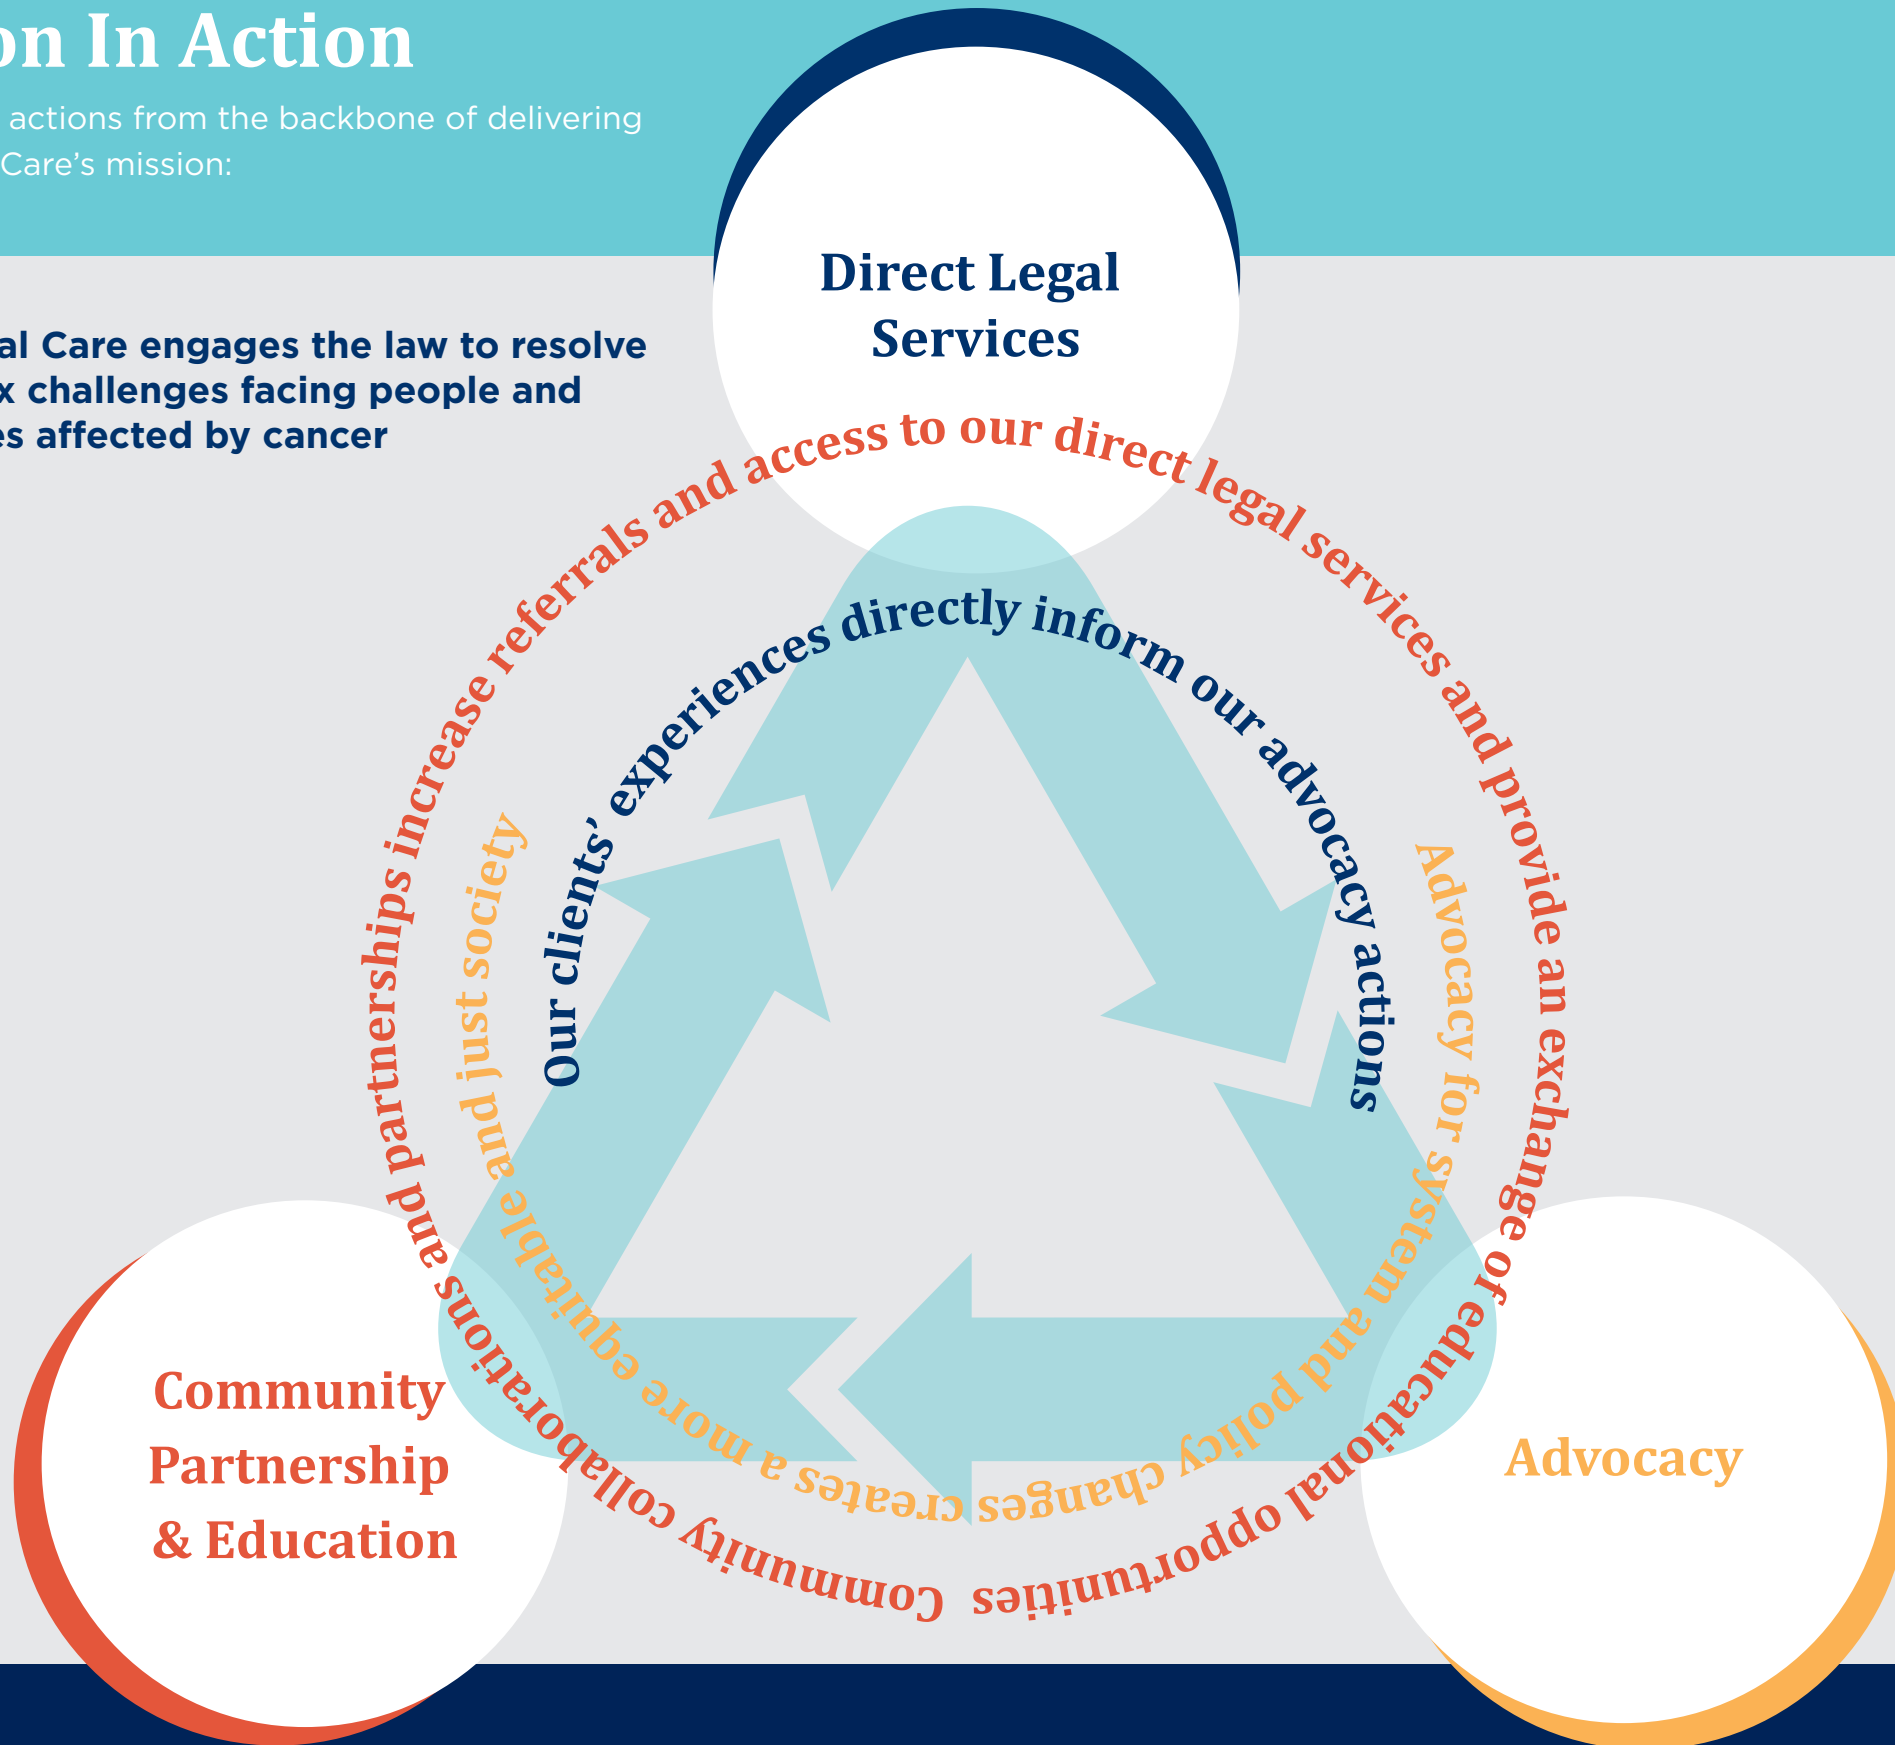 on In Action
actions from the backbone of delivering
Care’s mission:
al Care engages the law to resolve
x challenges facing people and
es affected by cancer
Direct Legal
Services
Community collaborations and partnerships increase referrals and access to our direct legal services and provide an exchange of educational opportunities
Our clients’ experiences directly inform our advocacy actions
Advocacy for system and policy changes creates a more equitable and just society
Community
Partnership
& Education
Advocacy